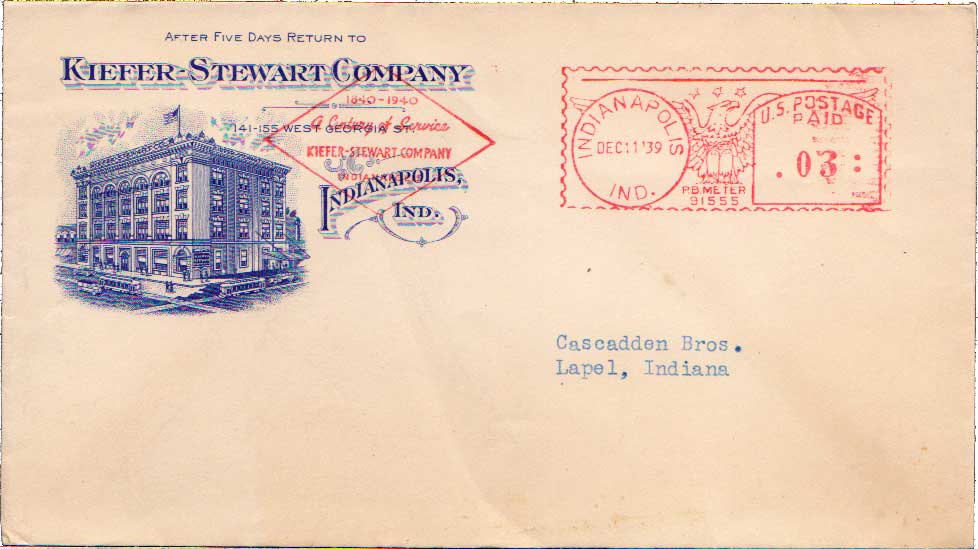 AFTER FIVE DAYS RETURN TO
KIEFER-STEWART COMPANY
1840-1940
141-155 WEST GEORGIA ST.
A Century of Service
KIEFER-STEWART COMPANY
INDIANAPOLIS,
IND.
INDIANAPOLIS
DEC 11 '39
IND.
P.B. METER
91555
U.S. POSTAGE
PAID
.03
Cascadden Bros.
Lapel, Indiana